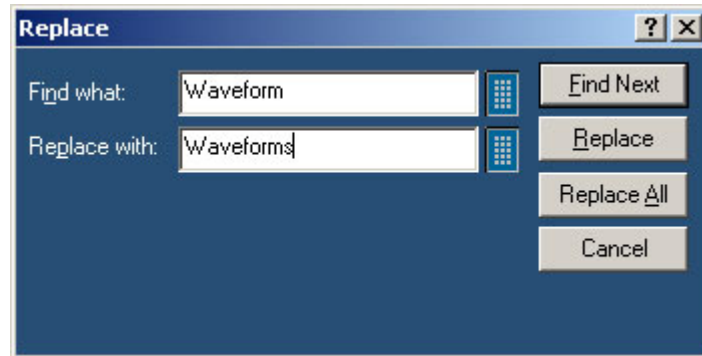 Replace
Find what: Waveform Find Next
Replace with: Waveforms Replace
Replace All
Cancel